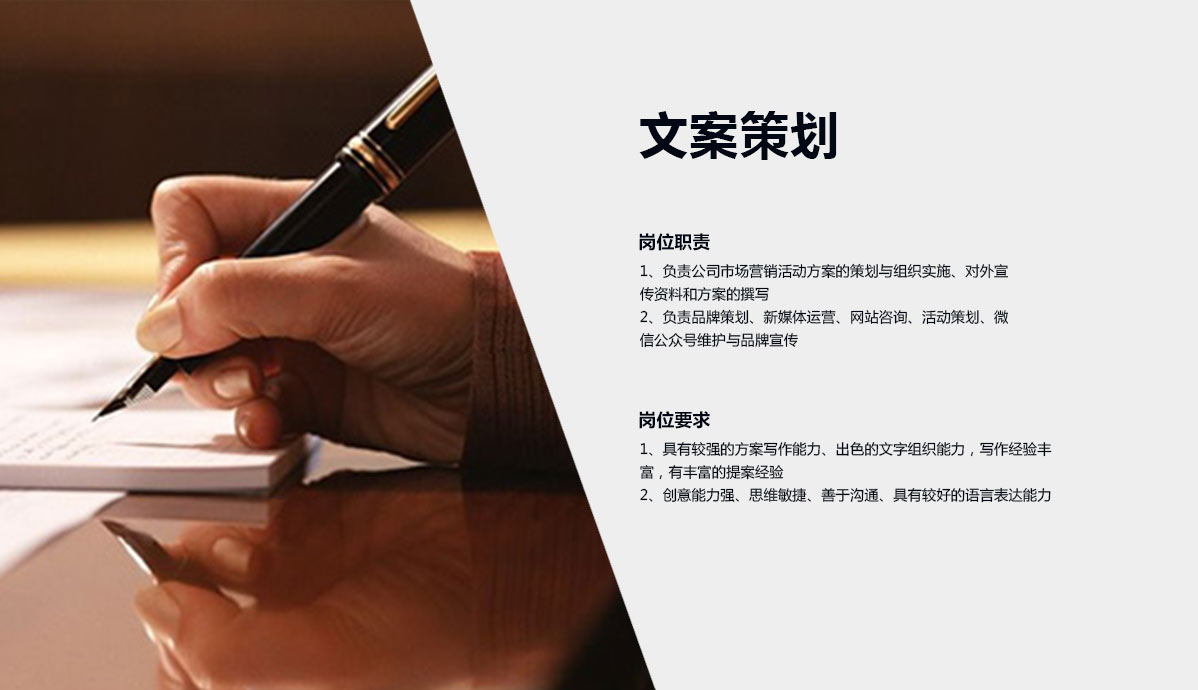 文案策划
岗位职责
1、负责公司市场营销活动方案的策划与组织实施、对外宣
传资料和方案的撰写
2、负责品牌策划、新媒体运营、网站咨询、活动策划、微
信公众号维护与品牌宣传
岗位要求
1、具有较强的方案写作能力、出色的文字组织能力，写作经验丰
富，有丰富的提案经验
2、创意能力强、思维敏捷、善于沟通、具有较好的语言表达能力